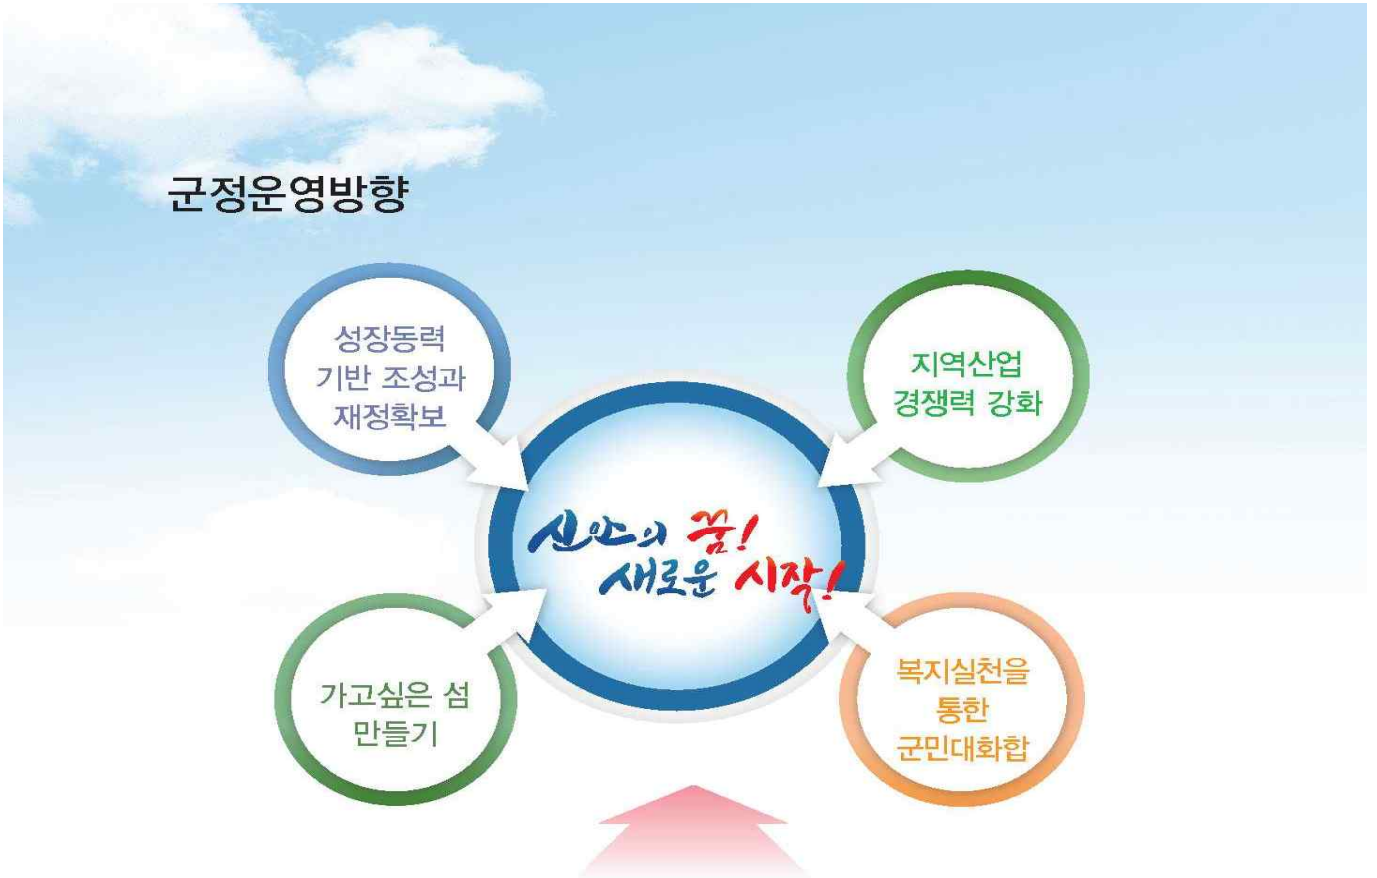 군정운영방향
성장동력
기반 조성과
재정확보
지역산업
경쟁력 강화
신안의 꿈!
새로운 시작!
가고싶은 섬
만들기
복지실천을
통한
군민대화합